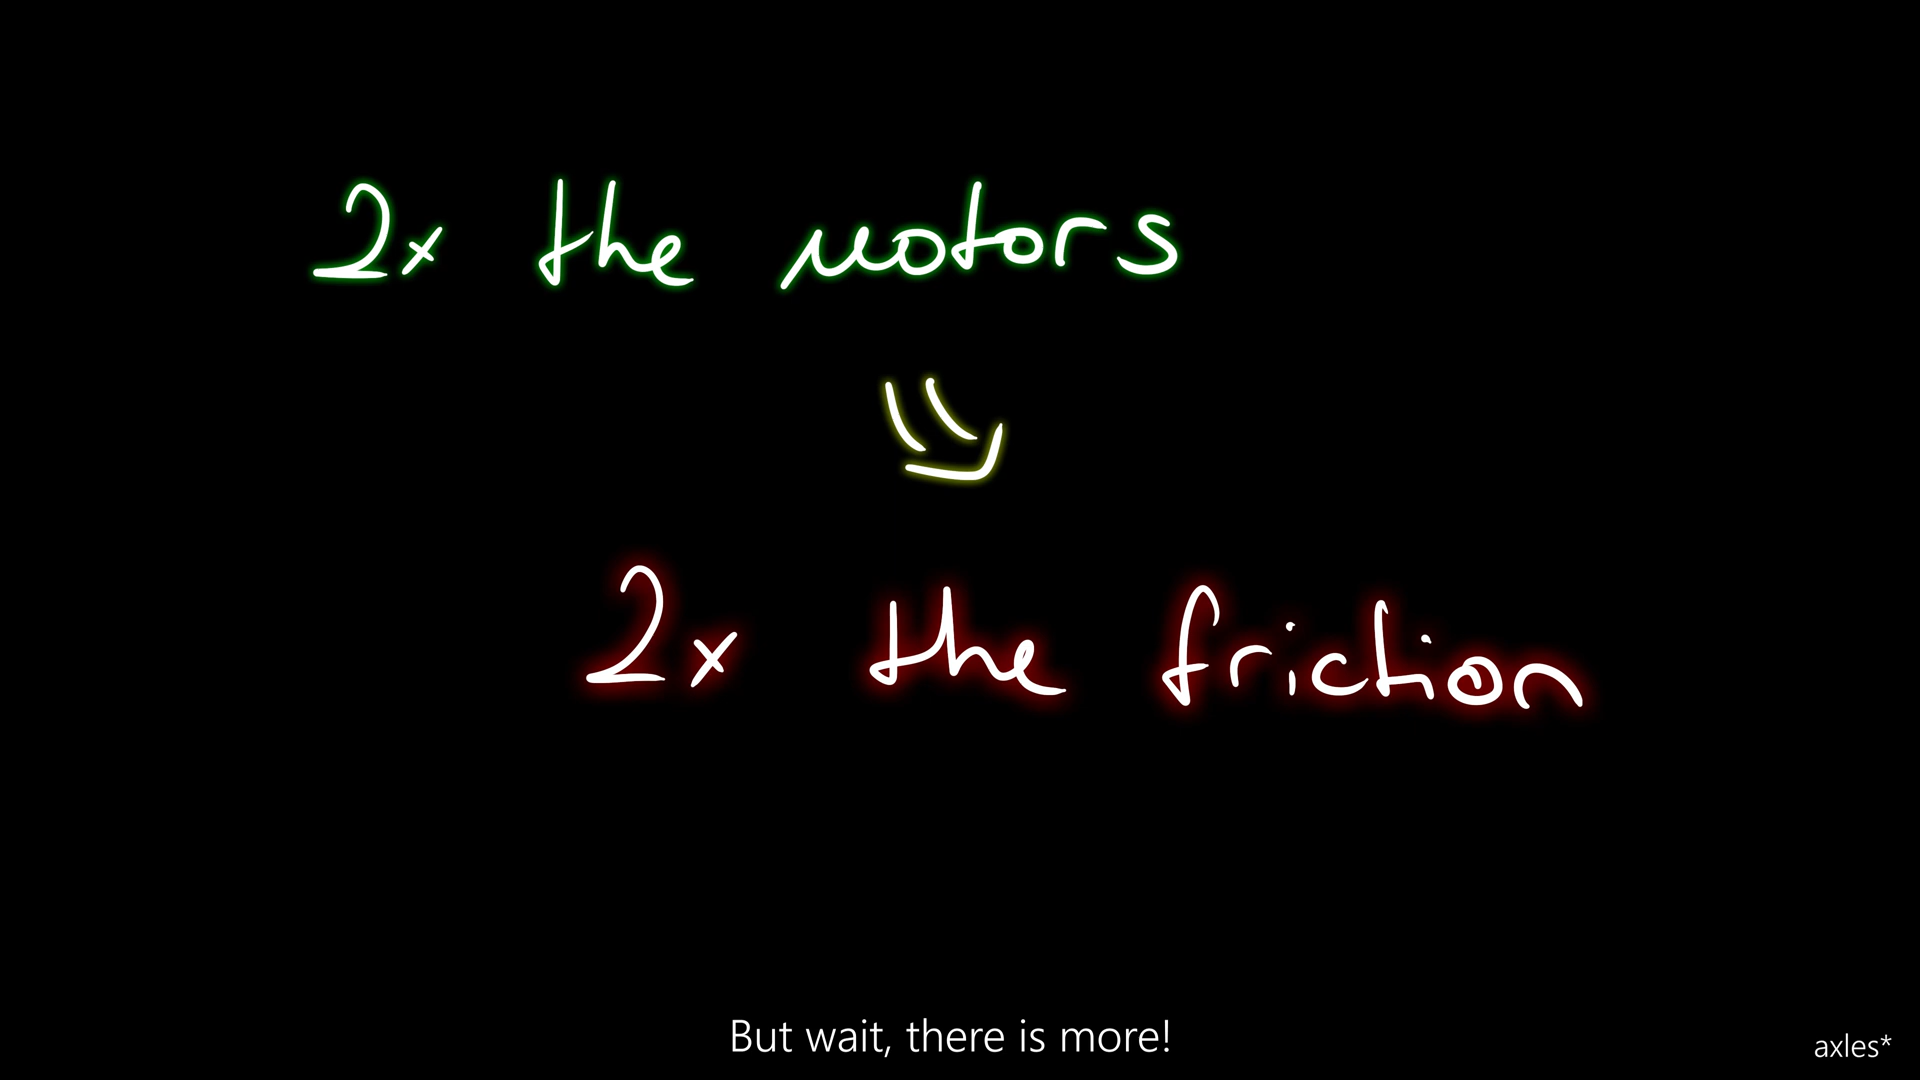 2x the motors
2x the friction
But wait, there is more!
axles*